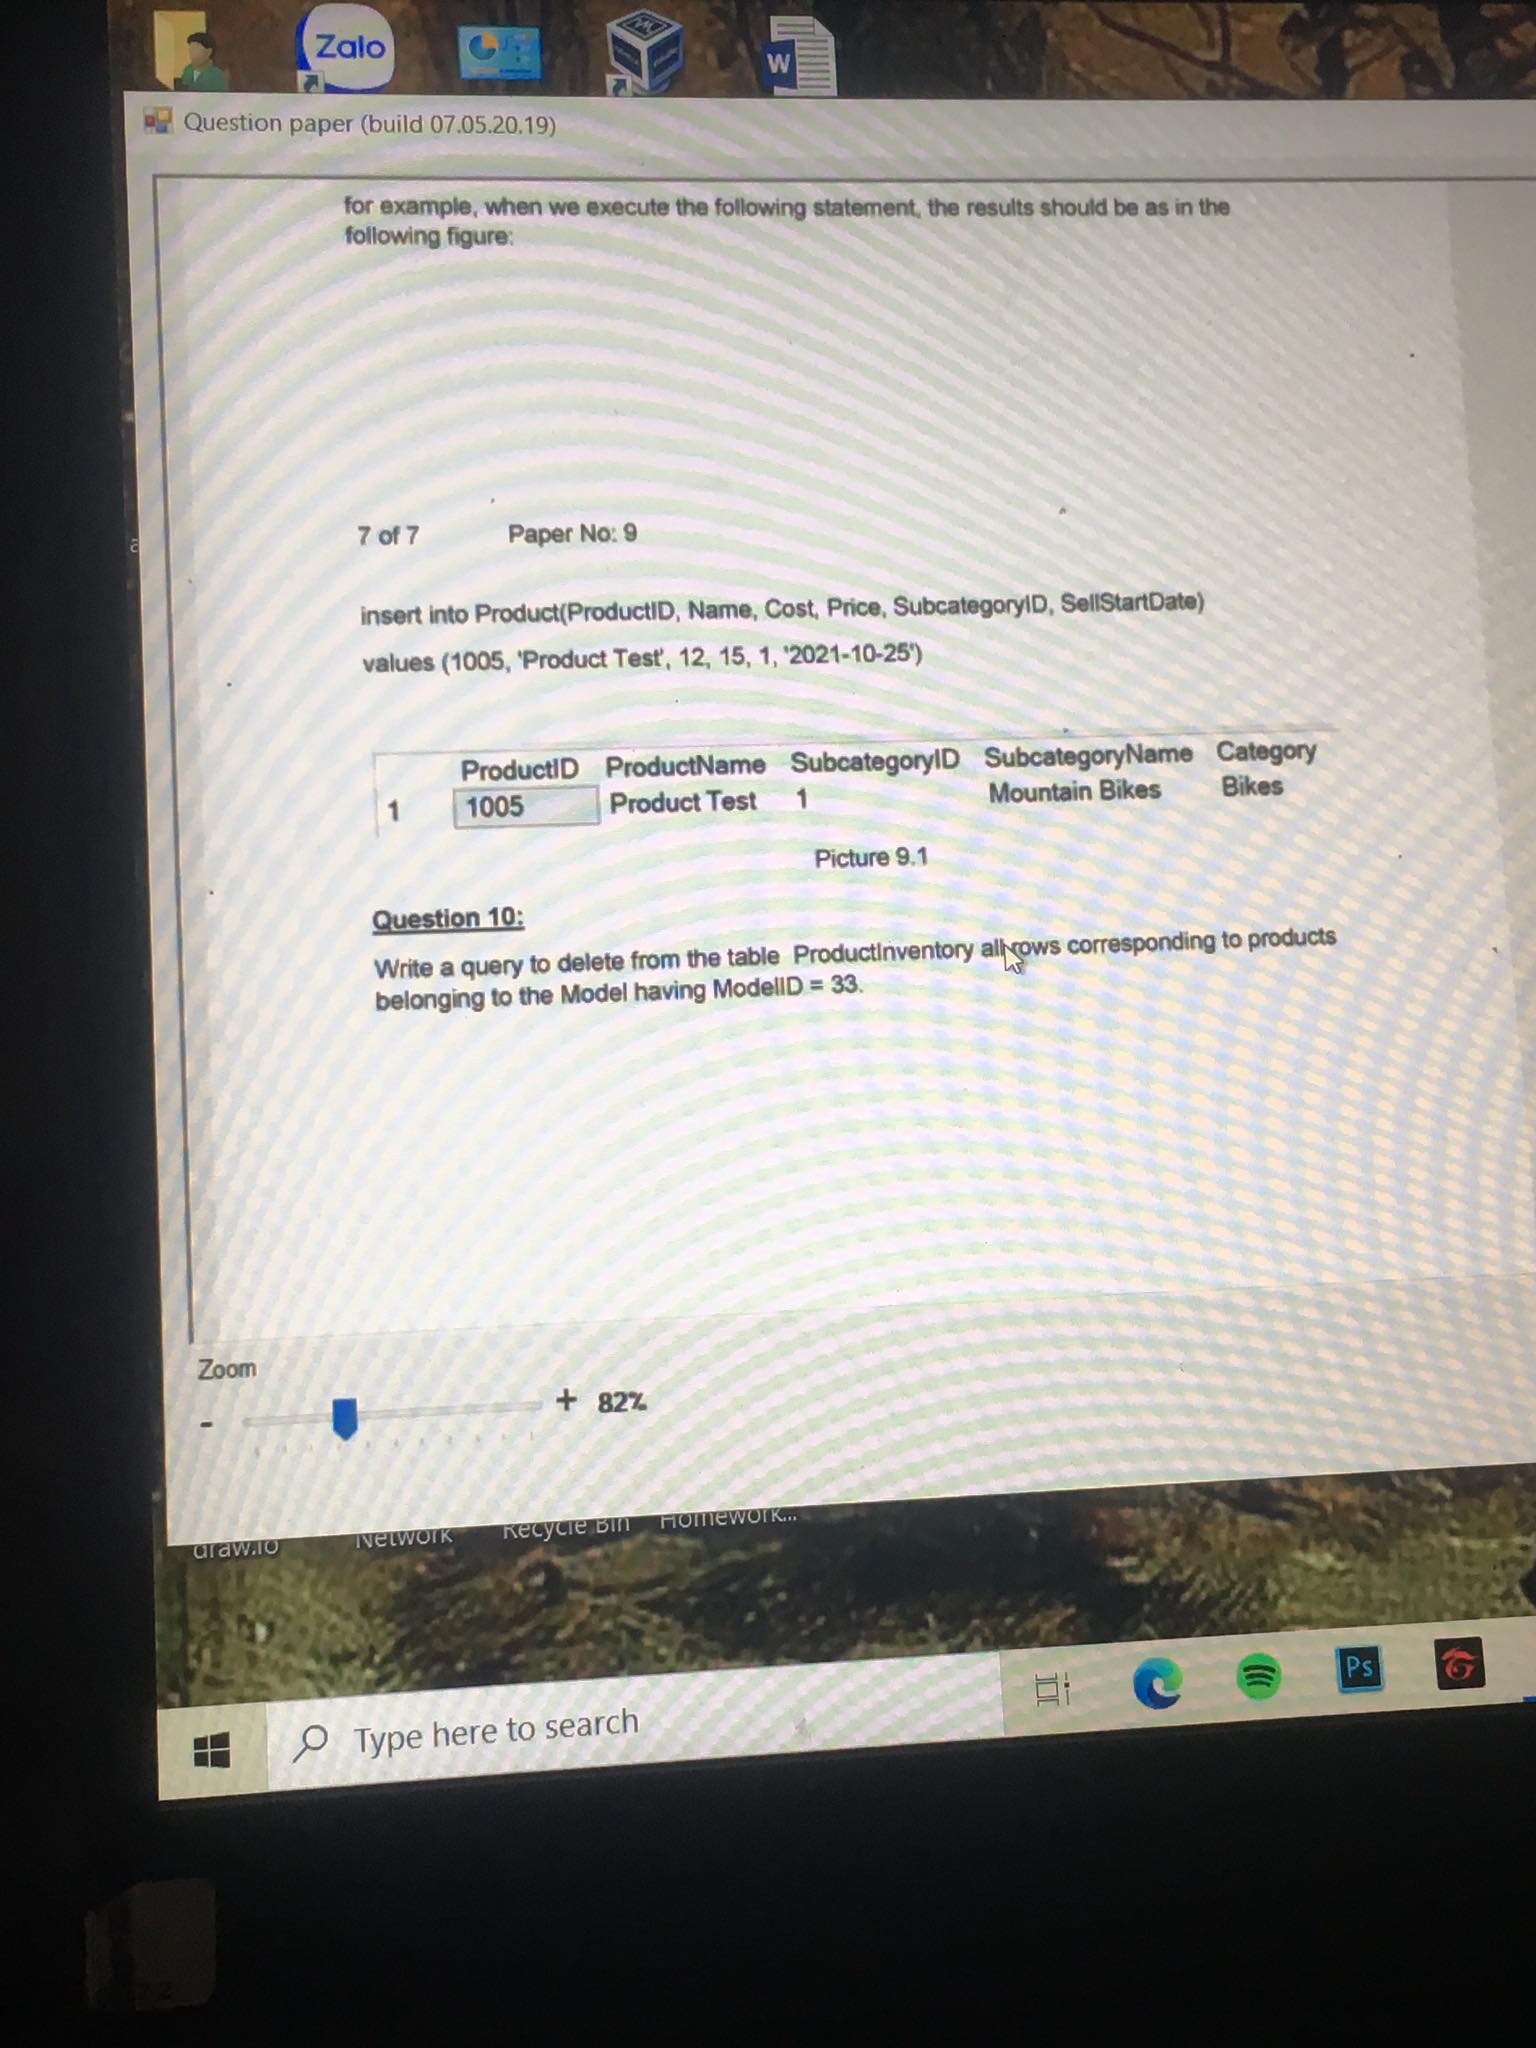 Zalo
W
Question paper (build 07.05.20.19)
for example, when we execute the following statement, the results should be as in the
following figure:
7 of 7 Paper No: 9
insert into Product(ProductID, Name, Cost, Price, SubcategoryID, SellStartDate)
values (1005, 'Product Test', 12, 15, 1, '2021-10-25')
ProductID ProductName SubcategoryID SubcategoryName Category
1 1005 Product Test 1 Mountain Bikes Bikes
Picture 9.1
Question 10:
Write a query to delete from the table ProductInventory all rows corresponding to products
belonging to the Model having ModelID = 33.
Zoom
- + 82%
draw.io Network Recycle Bin Homework...
Type here to search
Ps